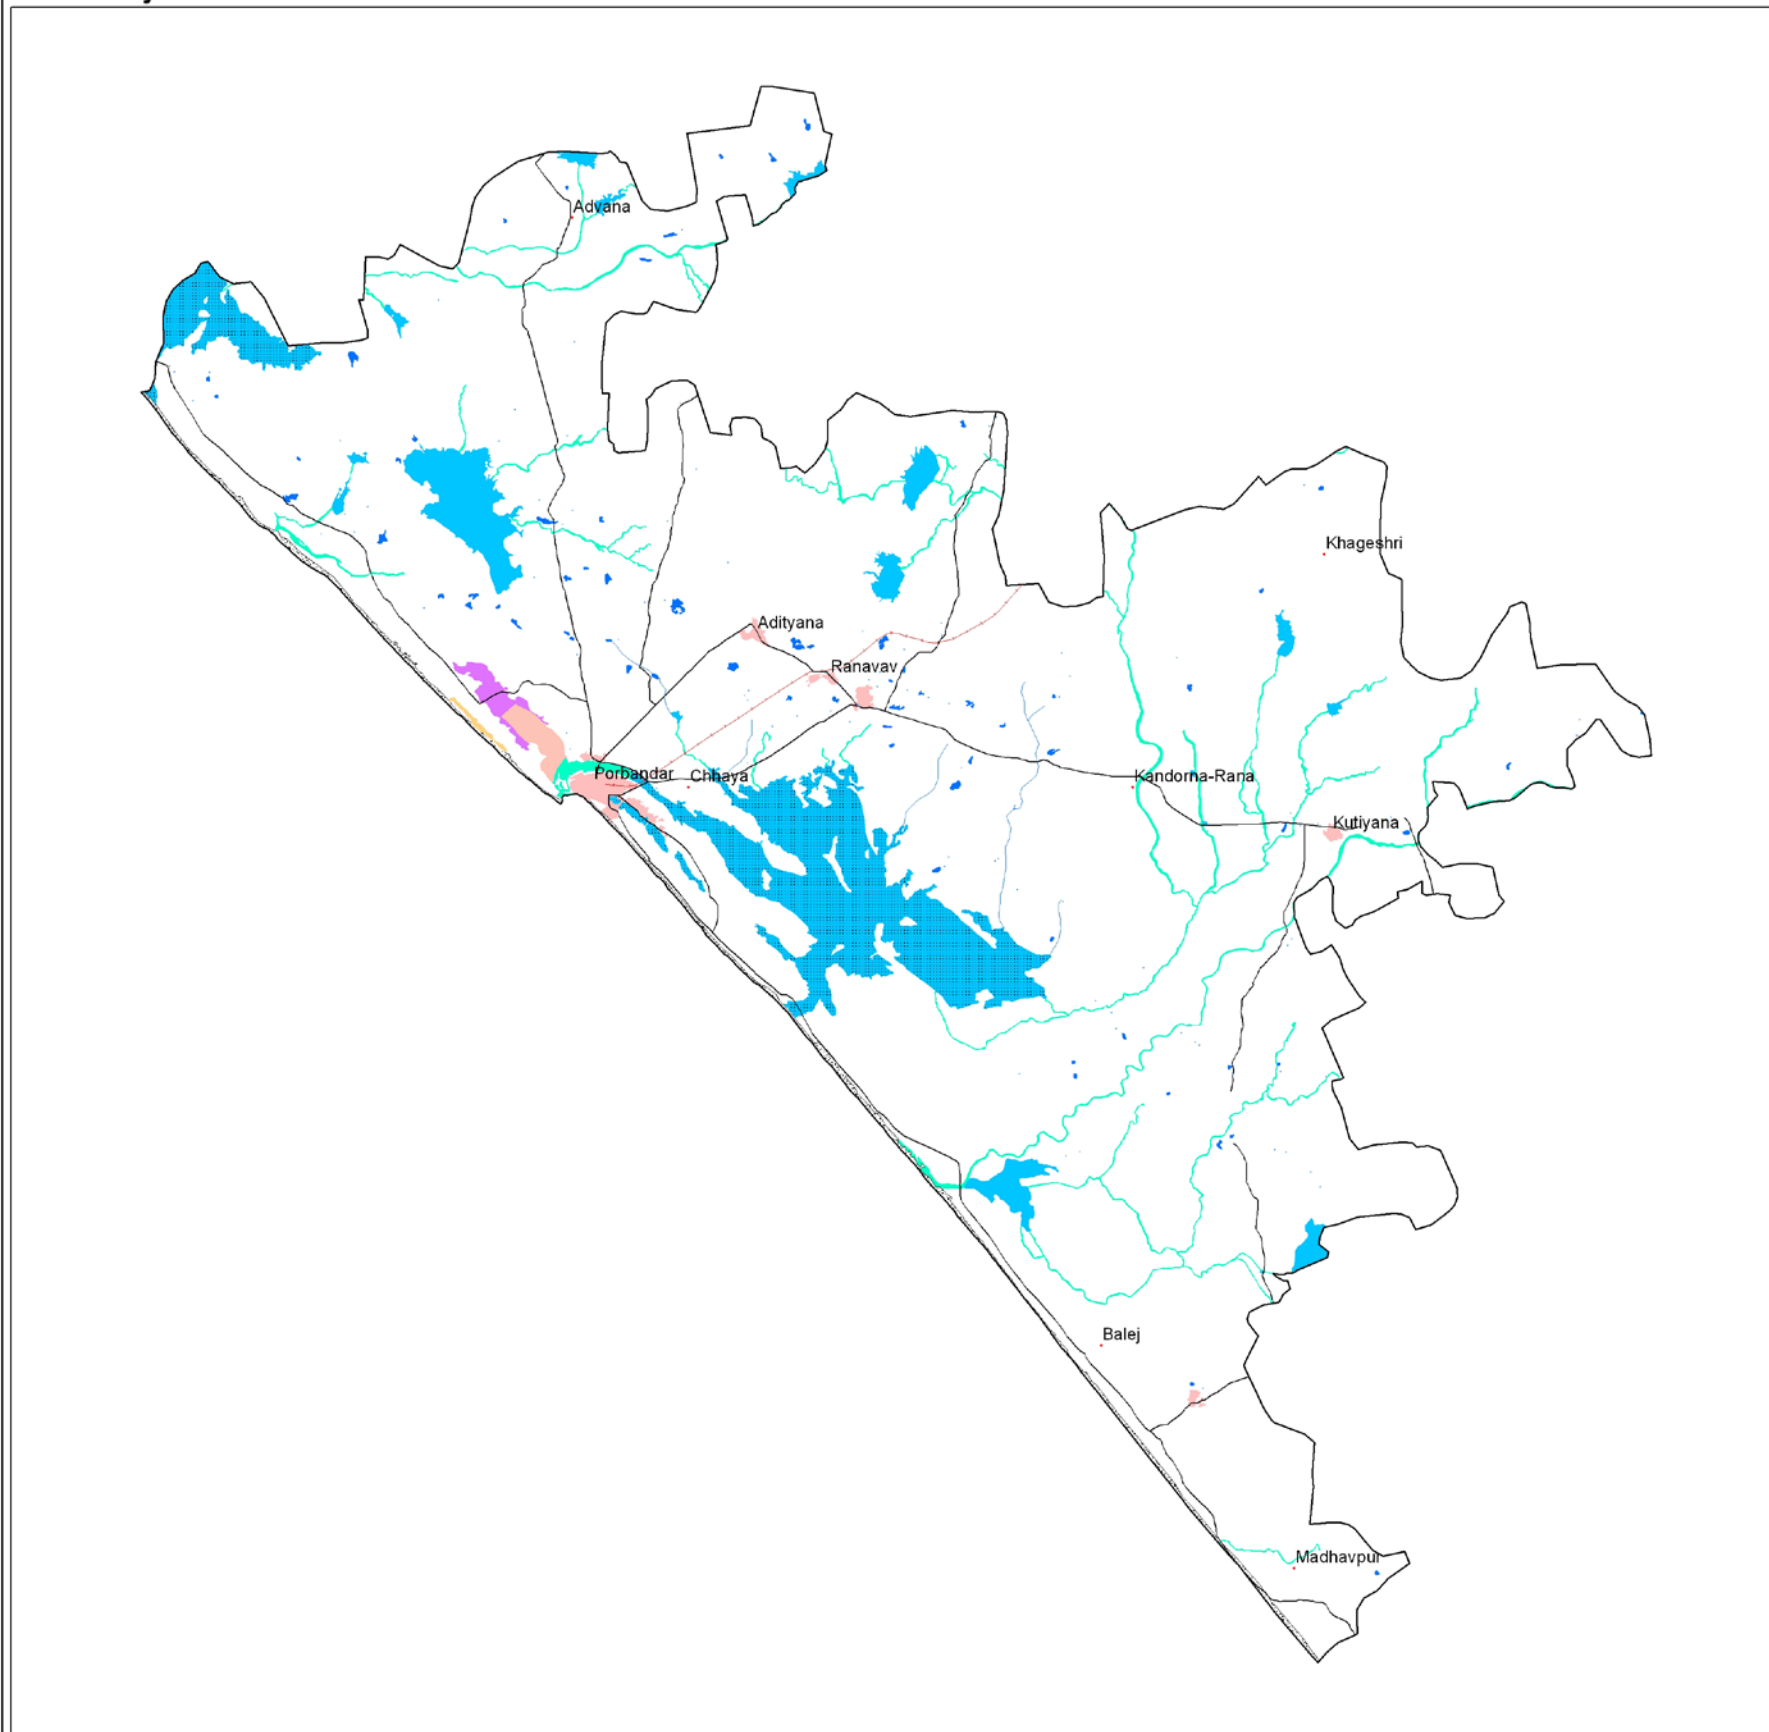 Advana
Khageshri
Adityana
Ranavav
Porbandar
Chhaya
Kandorna-Rana
Kutiyana
Balej
Madhavpur